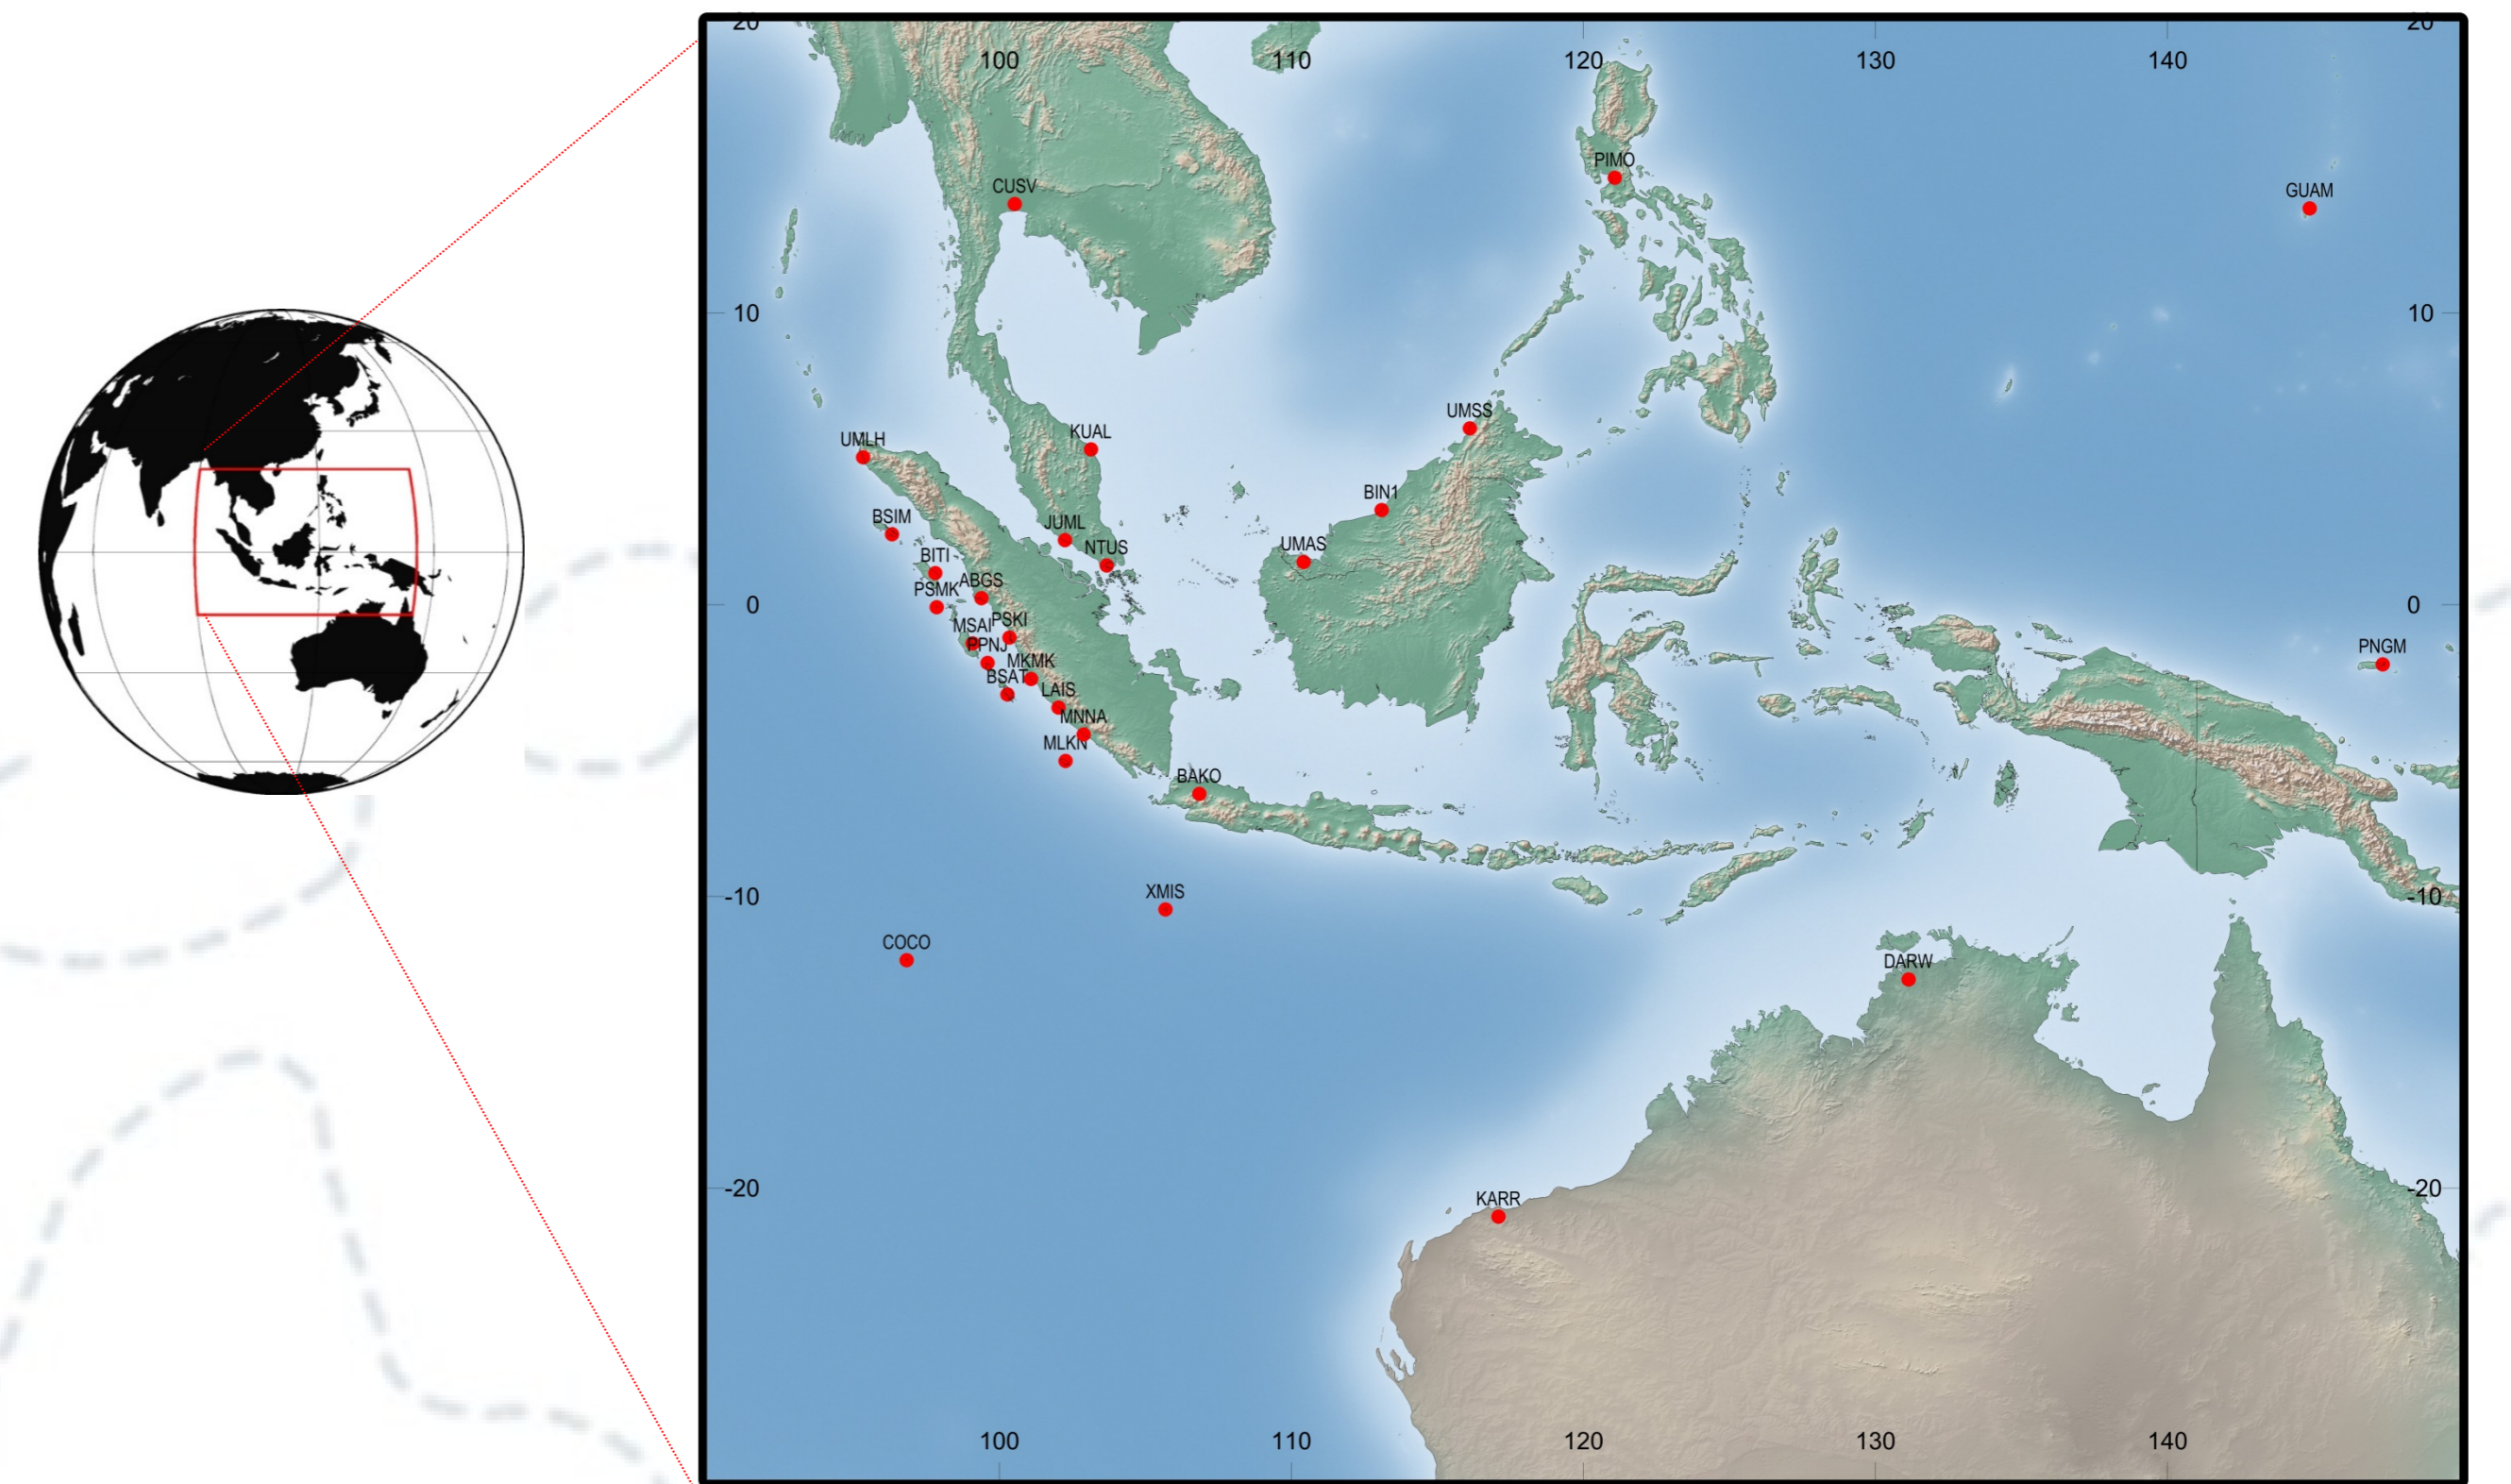 20 20
100 110 120 130 140
PIMO
CUSV
GUAM
10 10
UMSS
KUAL
UMLH
BIN1
BSIM
JUML
UMAS
NTUS
BITI
ABGS
PSMK
0 0
PSKI
MSAI
PPNJ
PNGM
MKMK
BSAT
LAIS
MNNA
MLKN
BAKO
-10 -10
XMIS
COCO
DARW
-20 -20
KARR
100 110 120 130 140